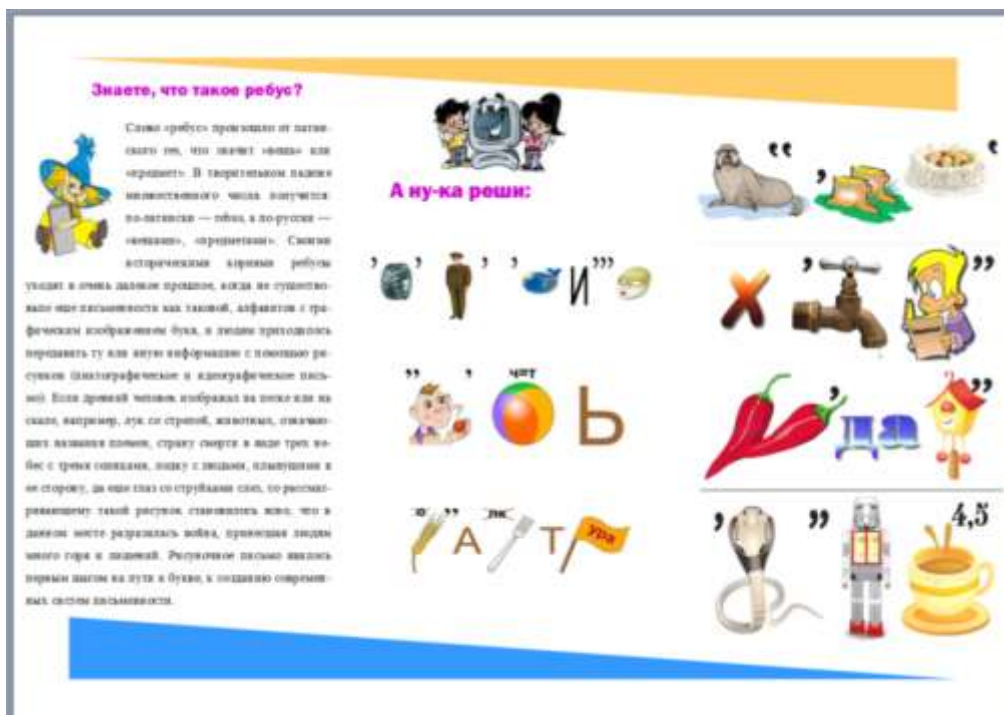 Знаете, что такое ребус?
Слово «ребус» произошло от латин-
ского res, что значит «вещь» или
«предмет». В творительном падеже
множественного числа получится:
по-латински — rebus, а по-русски —
«вещами», «предметами». Своими
историческими корнями ребусы
уходят в очень далекое прошлое, когда не существо-
вало еще письменности как таковой, алфавитов с гра-
фическим изображением букв, и людям приходилось
передавать ту или иную информацию с помощью ри-
сунков (пиктографическое и идеографическое пись-
мо). Если древний человек изображал на песке или на
скале, например, лук со стрелой, животных, означаю-
щих названия племен, страну смерти в виде трех не-
бес с тремя лодку с людьми, плывущими в
ее сторону, да еще глаз со струйками слез, то рассмат-
ривающему такой рисунок становилось ясно, что в
данном месте разразилась война, принесшая людям
много горя и лишений. Рисуночное письмо явилось
первым шагом на пути к букве, к созданию современ-
ных систем письменности.
А ну-ка реши:
’ ’ ’ ’ И ’’’
’’ ’ ч=т Ь
о ’’ А лк Т ура
‘‘ ’ ‘
Х ’ ’’
’ да ’’
’ ’’ 4,5